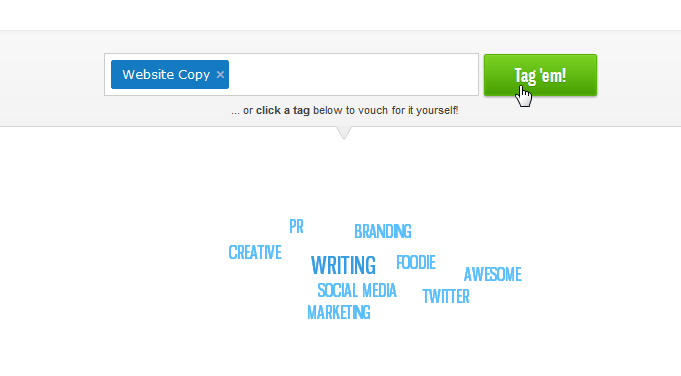 Website Copy ×
Tag 'em!
... or click a tag below to vouch for it yourself!
PR
BRANDING
CREATIVE
WRITING
FOODIE
AWESOME
SOCIAL MEDIA
TWITTER
MARKETING